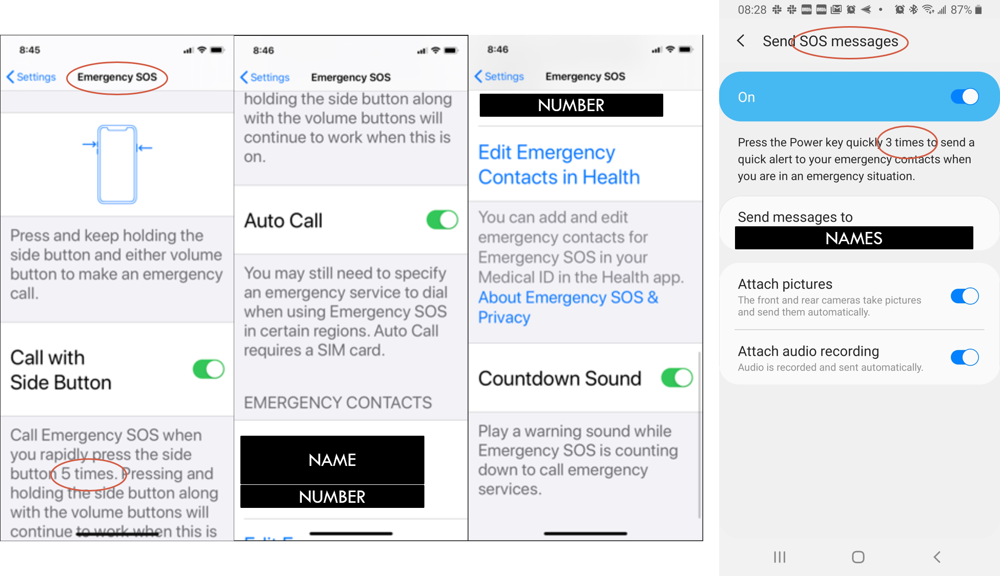 8:45
Settings
Emergency SOS
Press and keep holding the
side button and either volume
button to make an emergency
call.
Call with
Side Button
Call Emergency SOS when
you rapidly press the side
button 5 times. Pressing and
holding the side button along
with the volume buttons will
continue to work when this is
8:46
Settings
Emergency SOS
holding the side button along
with the volume buttons will
continue to work when this is
on.
Auto Call
You may still need to specify
an emergency service to dial
when using Emergency SOS
in certain regions. Auto Call
requires a SIM card.
EMERGENCY CONTACTS
NAME
NUMBER
8:46
Settings
Emergency SOS
NUMBER
Edit Emergency
Contacts in Health
You can add and edit
emergency contacts for
Emergency SOS in your
Medical ID in the Health app.
About Emergency SOS &
Privacy
Countdown Sound
Play a warning sound while
Emergency SOS is counting
down to call emergency
services.
08:28 IMDb IMDb 87%
Send SOS messages
On
Press the Power key quickly 3 times to send a
quick alert to your emergency contacts when
you are in an emergency situation.
Send messages to
NAMES
Attach pictures
The front and rear cameras take pictures
and send them automatically.
Attach audio recording
Audio is recorded and sent automatically.